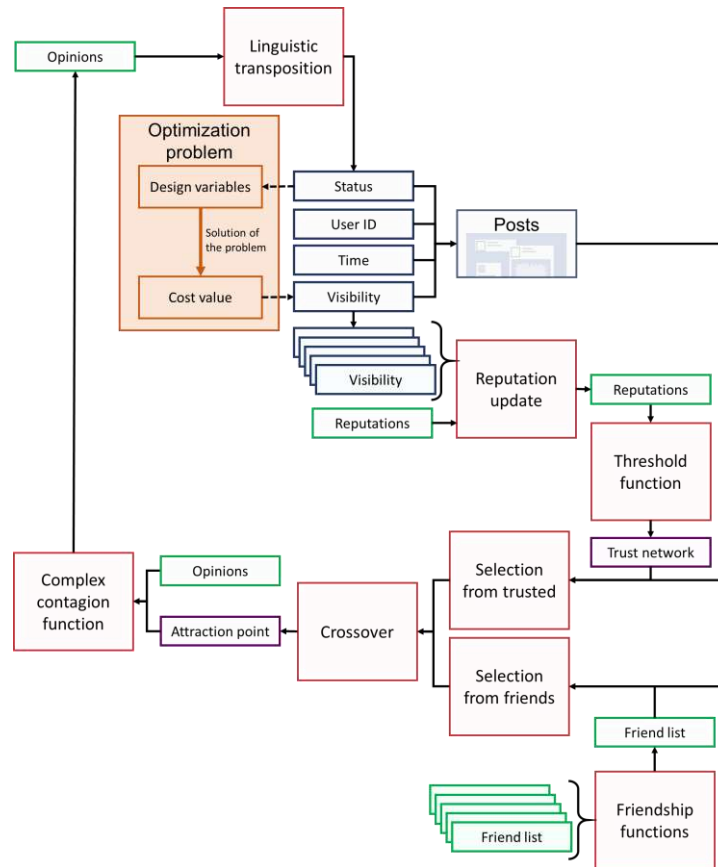 Opinions
Linguistic
transposition
Optimization
problem
Design variables
Solution of
the problem
Cost value
Status
User ID
Time
Visibility
Posts
Visibility
Reputations
Reputation
update
Reputations
Threshold
function
Trust network
Complex
contagion
function
Opinions
Attraction point
Crossover
Selection
from trusted
Selection
from friends
Friend list
Friend list
Friendship
functions